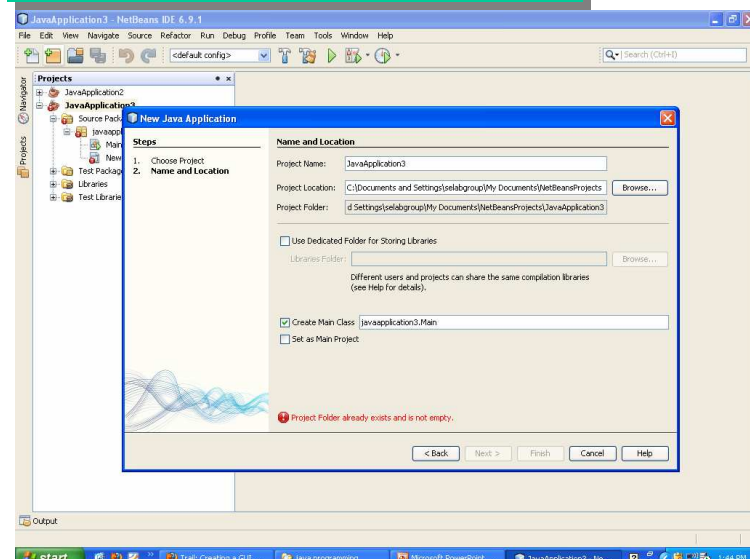 JavaApplication3 - NetBeans IDE 6.9.1
File Edit View Navigate Source Refactor Run Debug Profile Team Tools Window Help
<default config>
Search (Ctrl+I)
Navigator
Projects
Projects
JavaApplication2
JavaApplication3
Source Pack
javaappl
Main
New
Test Package
Libraries
Test Librarie
New Java Application
Steps
1. Choose Project
2. Name and Location
Name and Location
Project Name: JavaApplication3
Project Location: C:\Documents and Settings\selabgroup\My Documents\NetBeansProjects Browse...
Project Folder: d Settings\selabgroup\My Documents\NetBeansProjects\JavaApplication3
Use Dedicated Folder for Storing Libraries
Libraries Folder: Browse...
Different users and projects can share the same compilation libraries
(see Help for details).
Create Main Class javaapplication3.Main
Set as Main Project
Project Folder already exists and is not empty.
< Back Next > Finish Cancel Help
Output
start Trail: Creating a GUI Java programming Microsoft PowerPoint JavaApplication3 - Ne 1:44 PM